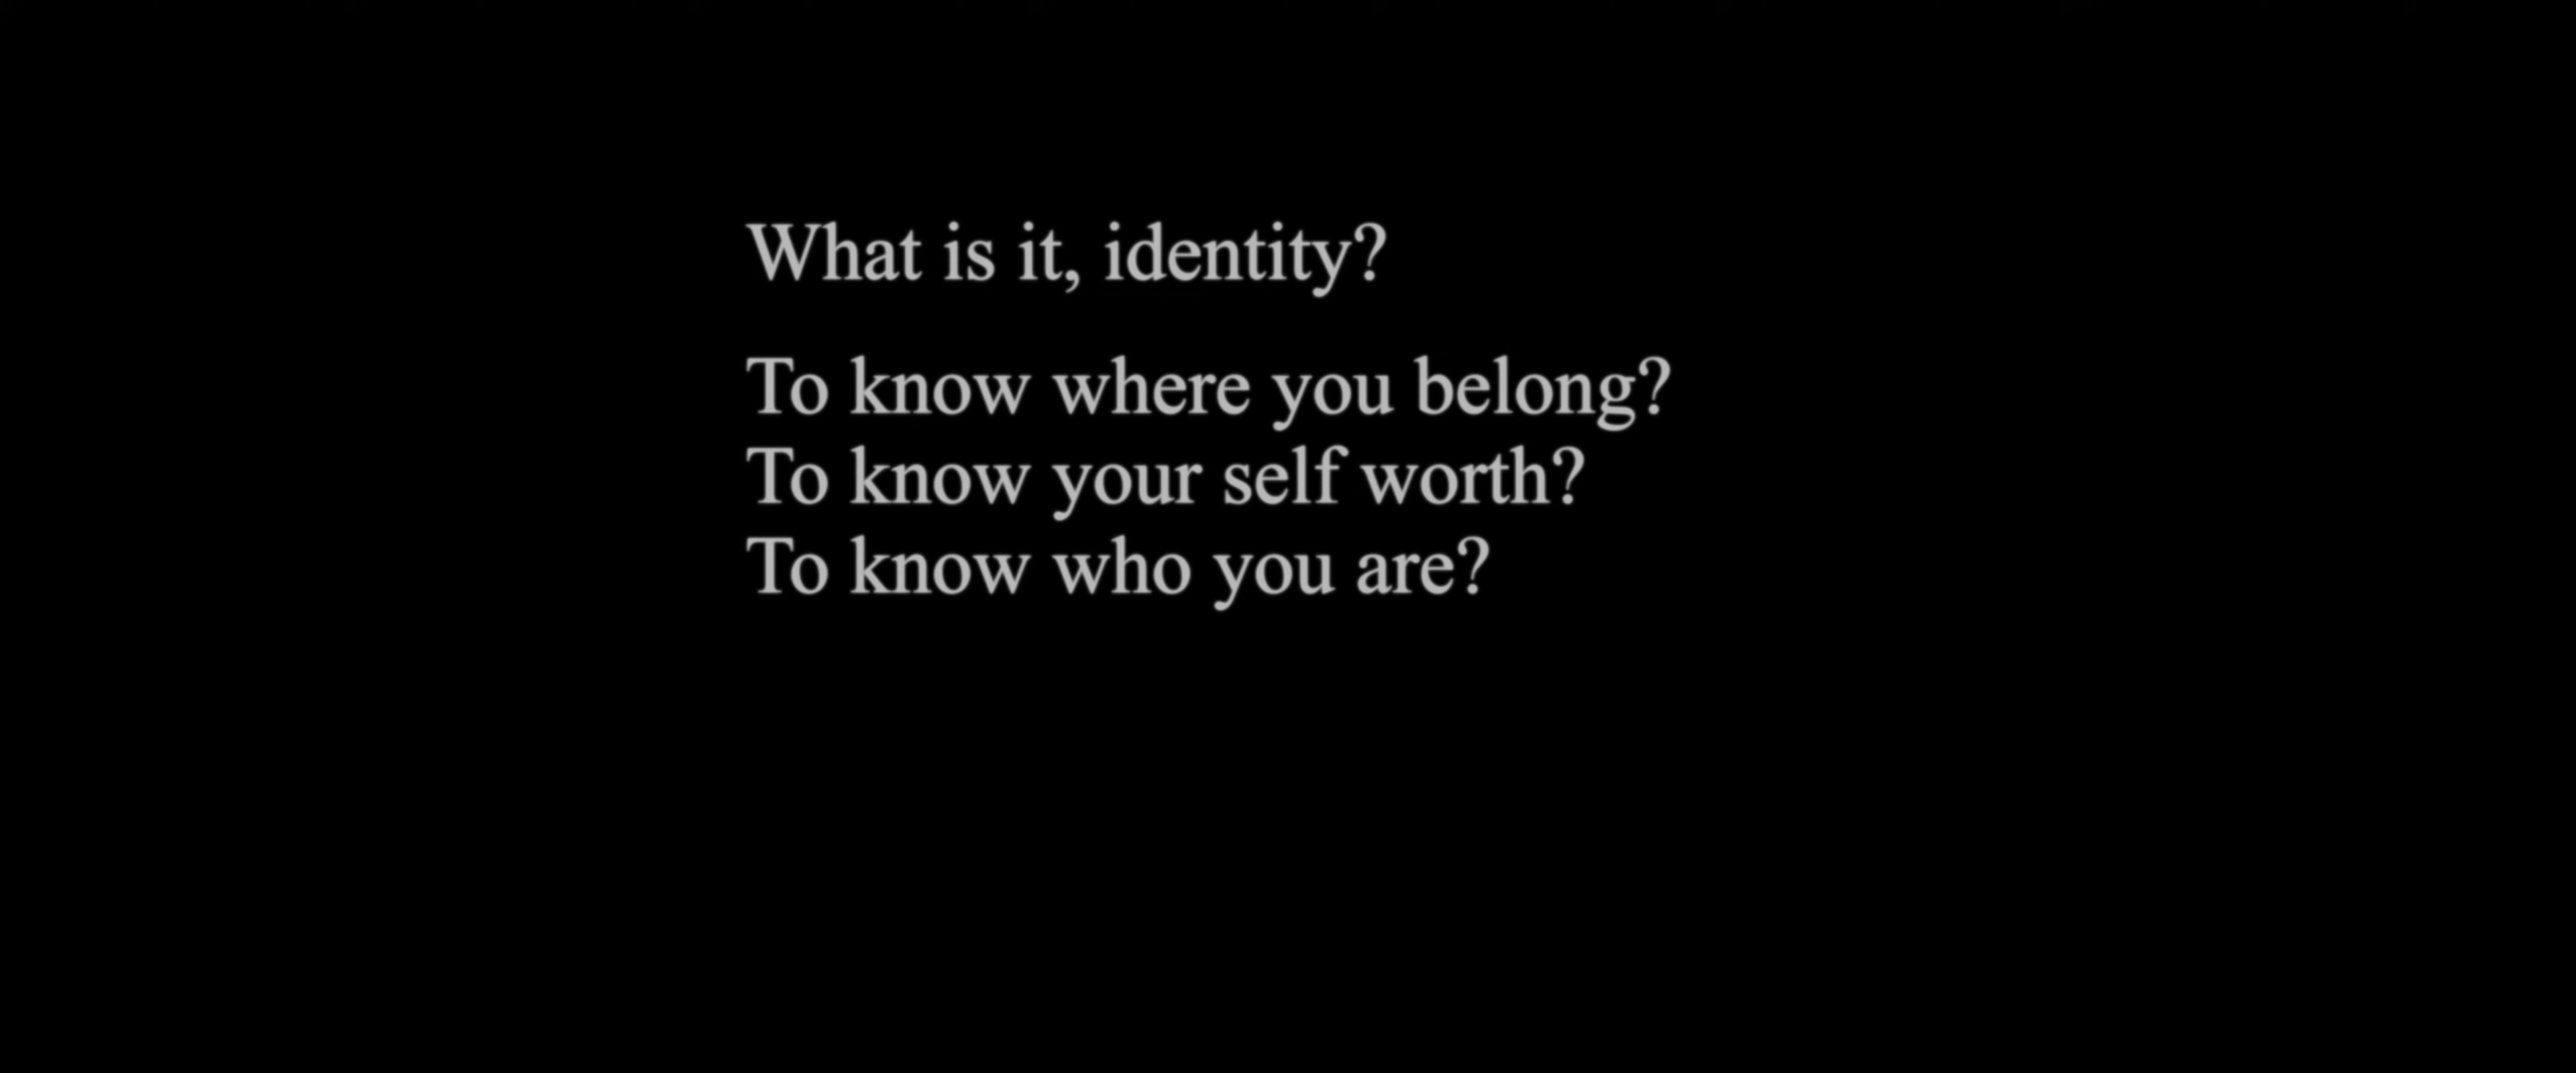 What is it, identity?
To know where you belong?
To know your self worth?
To know who you are?